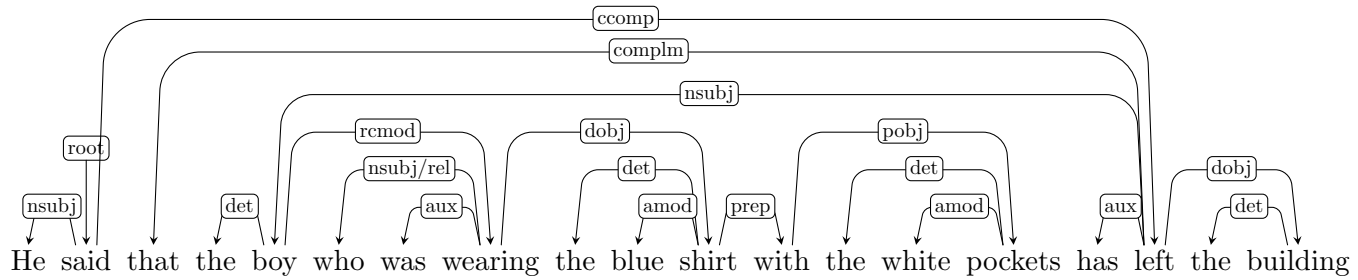 ccomp
complm
nsubj
rcmod dobj pobj
root
nsubj/rel det det dobj
nsubj det aux amod prep amod aux det
He said that the boy who was wearing the blue shirt with the white pockets has left the building